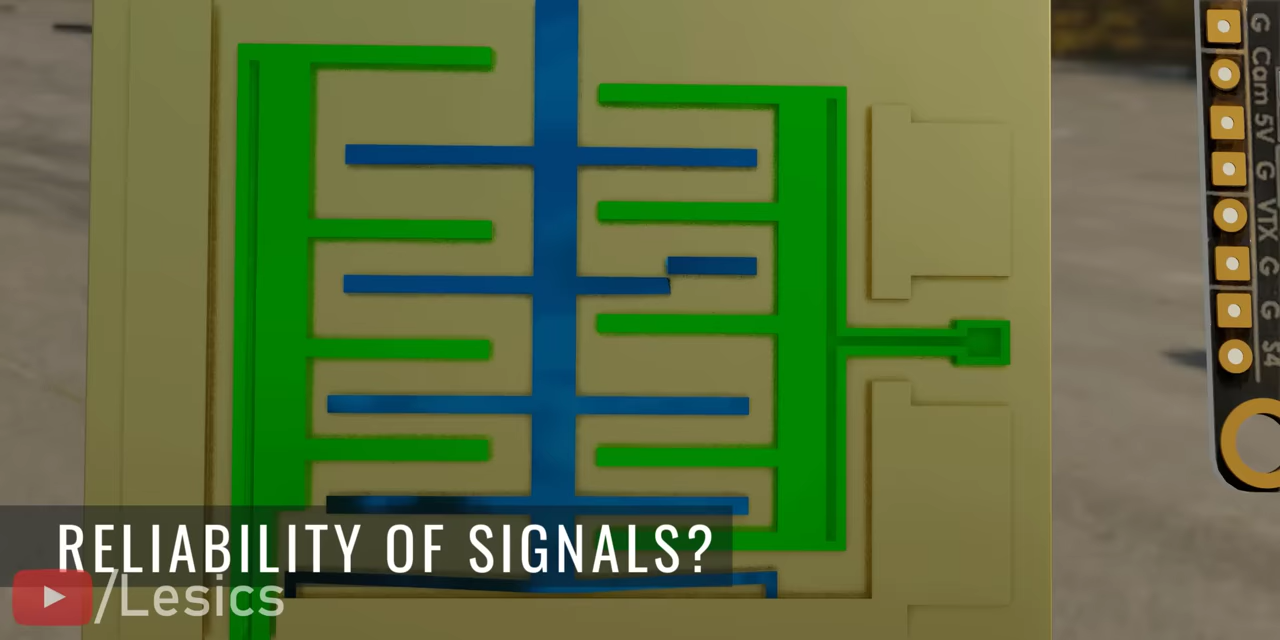 G
Cam
5V
G
VTX
G
G
S4
RELIABILITY OF SIGNALS?
/Lesics